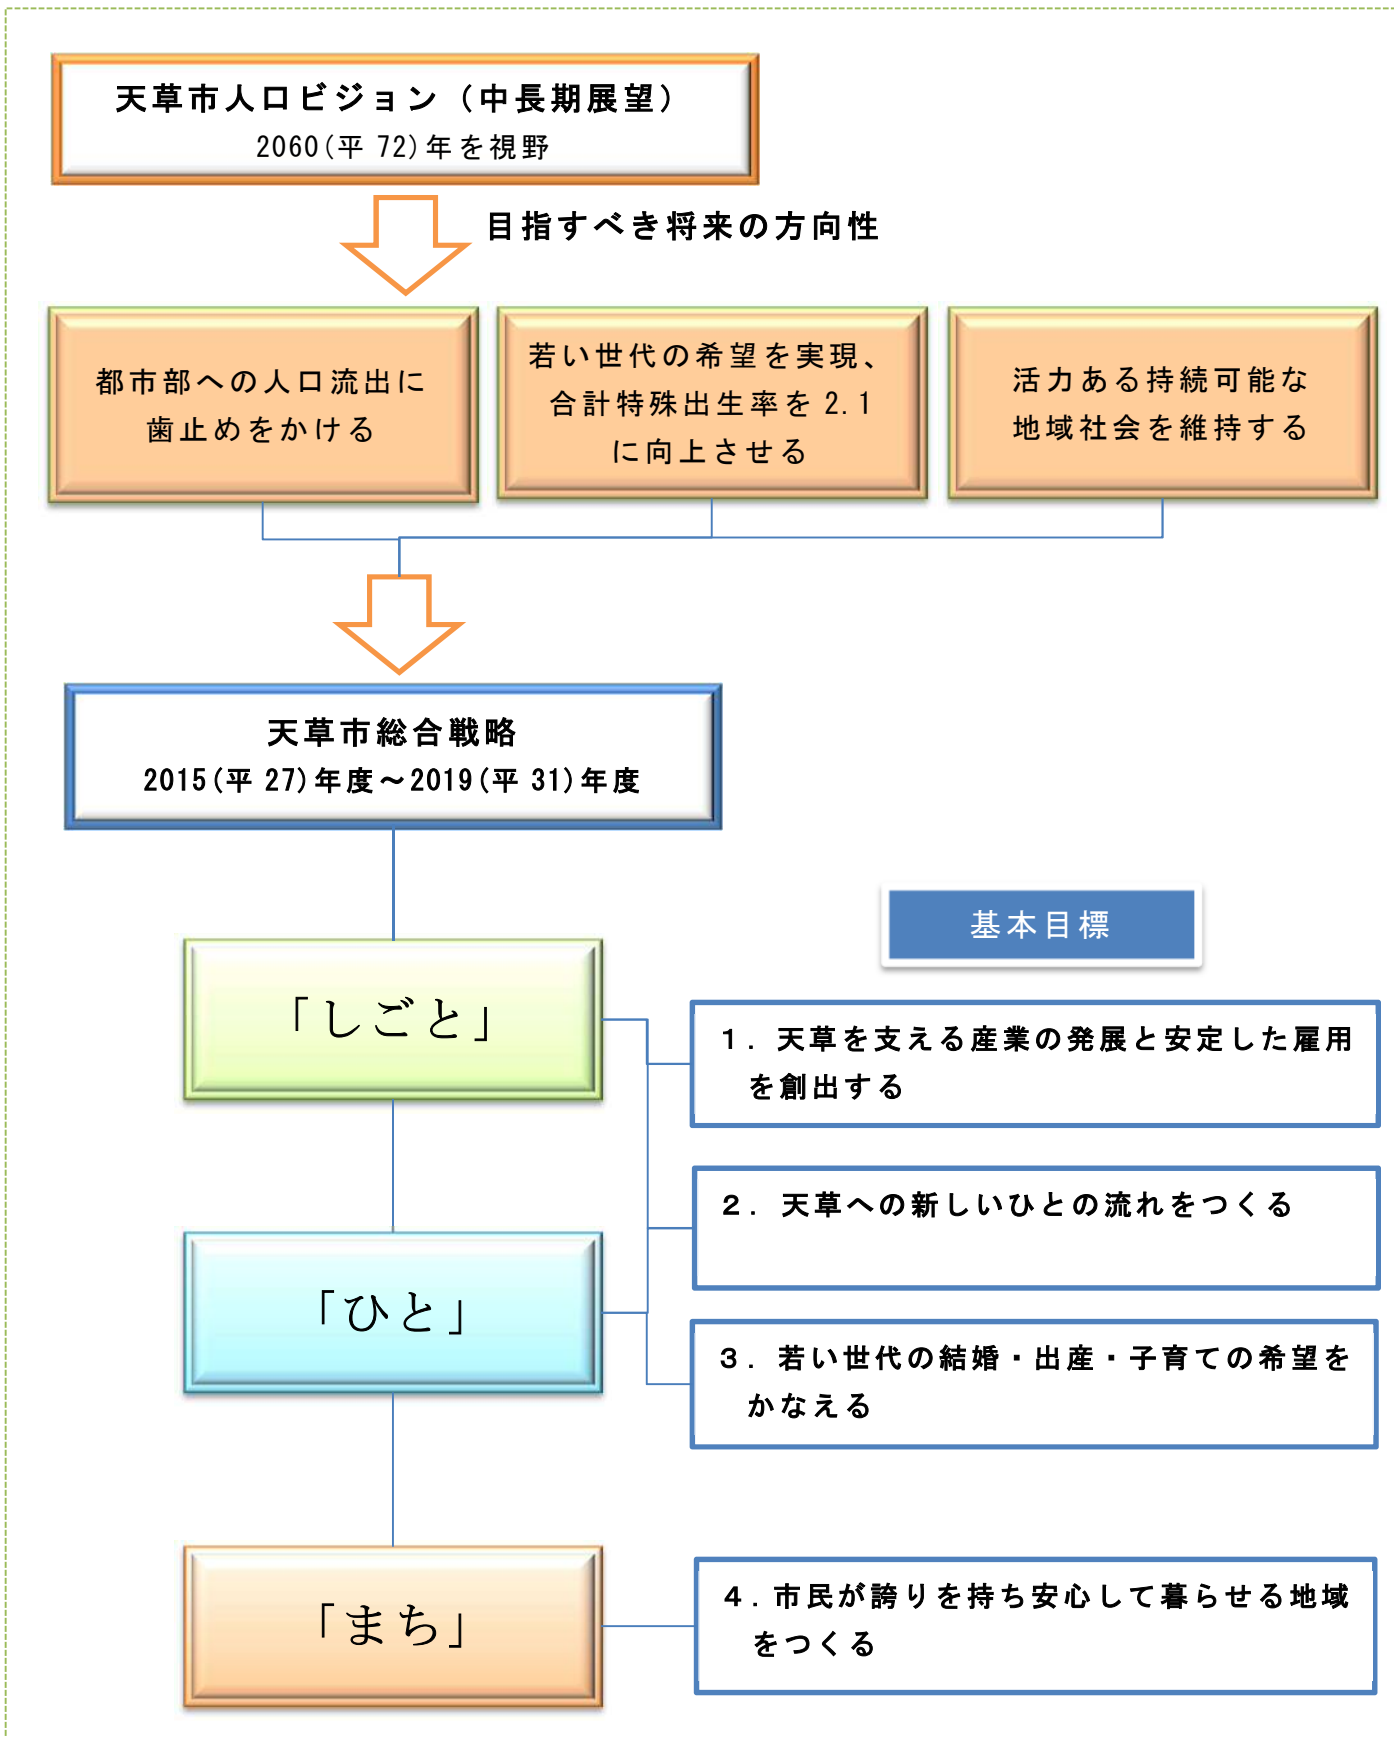 天草市人口ビジョン（中長期展望）
2060(平 72)年を視野
目指すべき将来の方向性
都市部への人口流出に
歯止めをかける
若い世代の希望を実現、
合計特殊出生率を 2.1
に向上させる
活力ある持続可能な
地域社会を維持する
天草市総合戦略
2015(平 27)年度～2019(平 31)年度
基本目標
「しごと」
１．天草を支える産業の発展と安定した雇用
を創出する
２．天草への新しいひとの流れをつくる
「ひと」
３．若い世代の結婚・出産・子育ての希望を
かなえる
「まち」
４．市民が誇りを持ち安心して暮らせる地域
をつくる